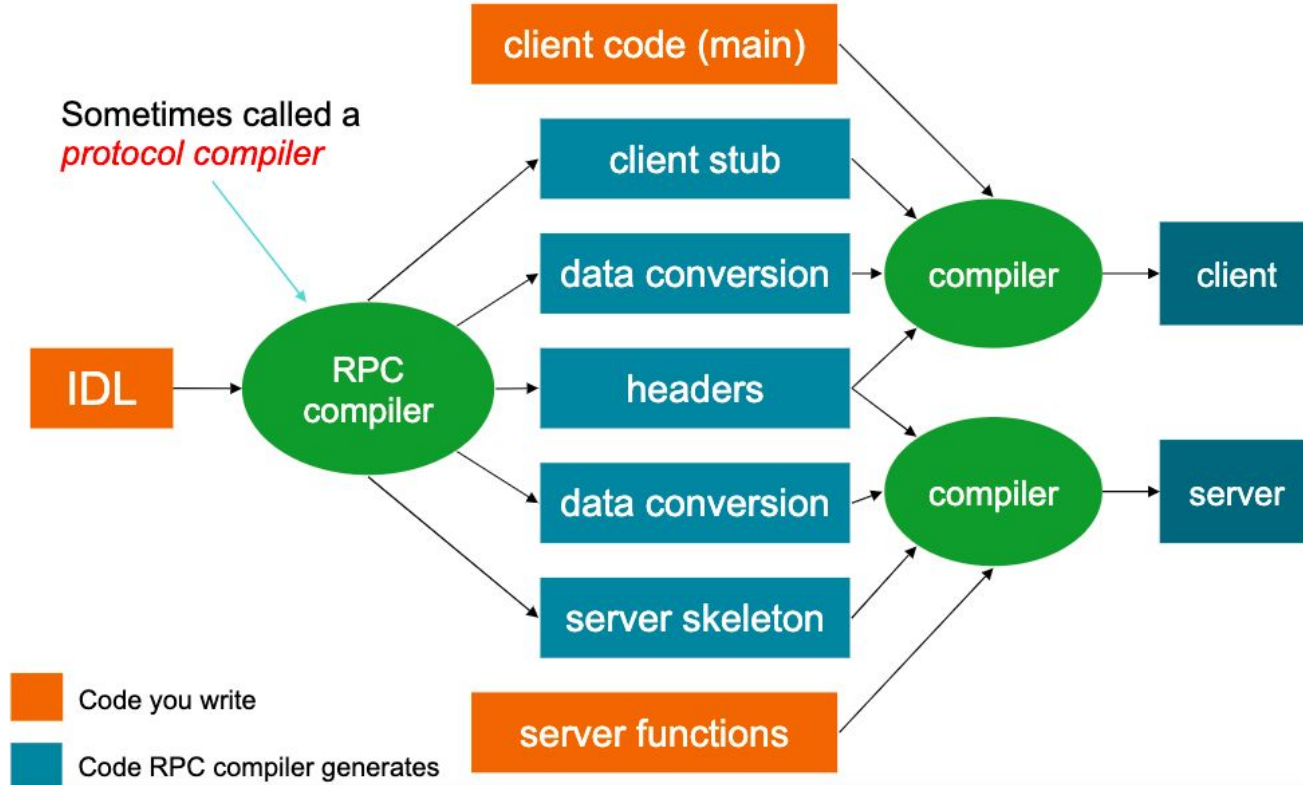 client code (main)
Sometimes called a
protocol compiler
client stub
data conversion
compiler
client
IDL
RPC
compiler
headers
data conversion
compiler
server
server skeleton
Code you write
server functions
Code RPC compiler generates